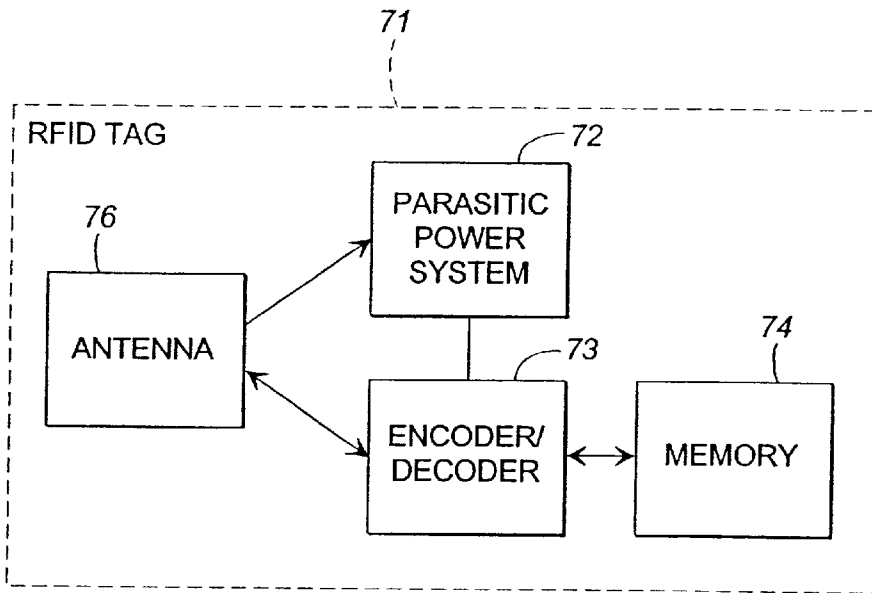 71
RFID TAG
72
PARASITIC
POWER
SYSTEM
76
ANTENNA
73
ENCODER/
DECODER
74
MEMORY